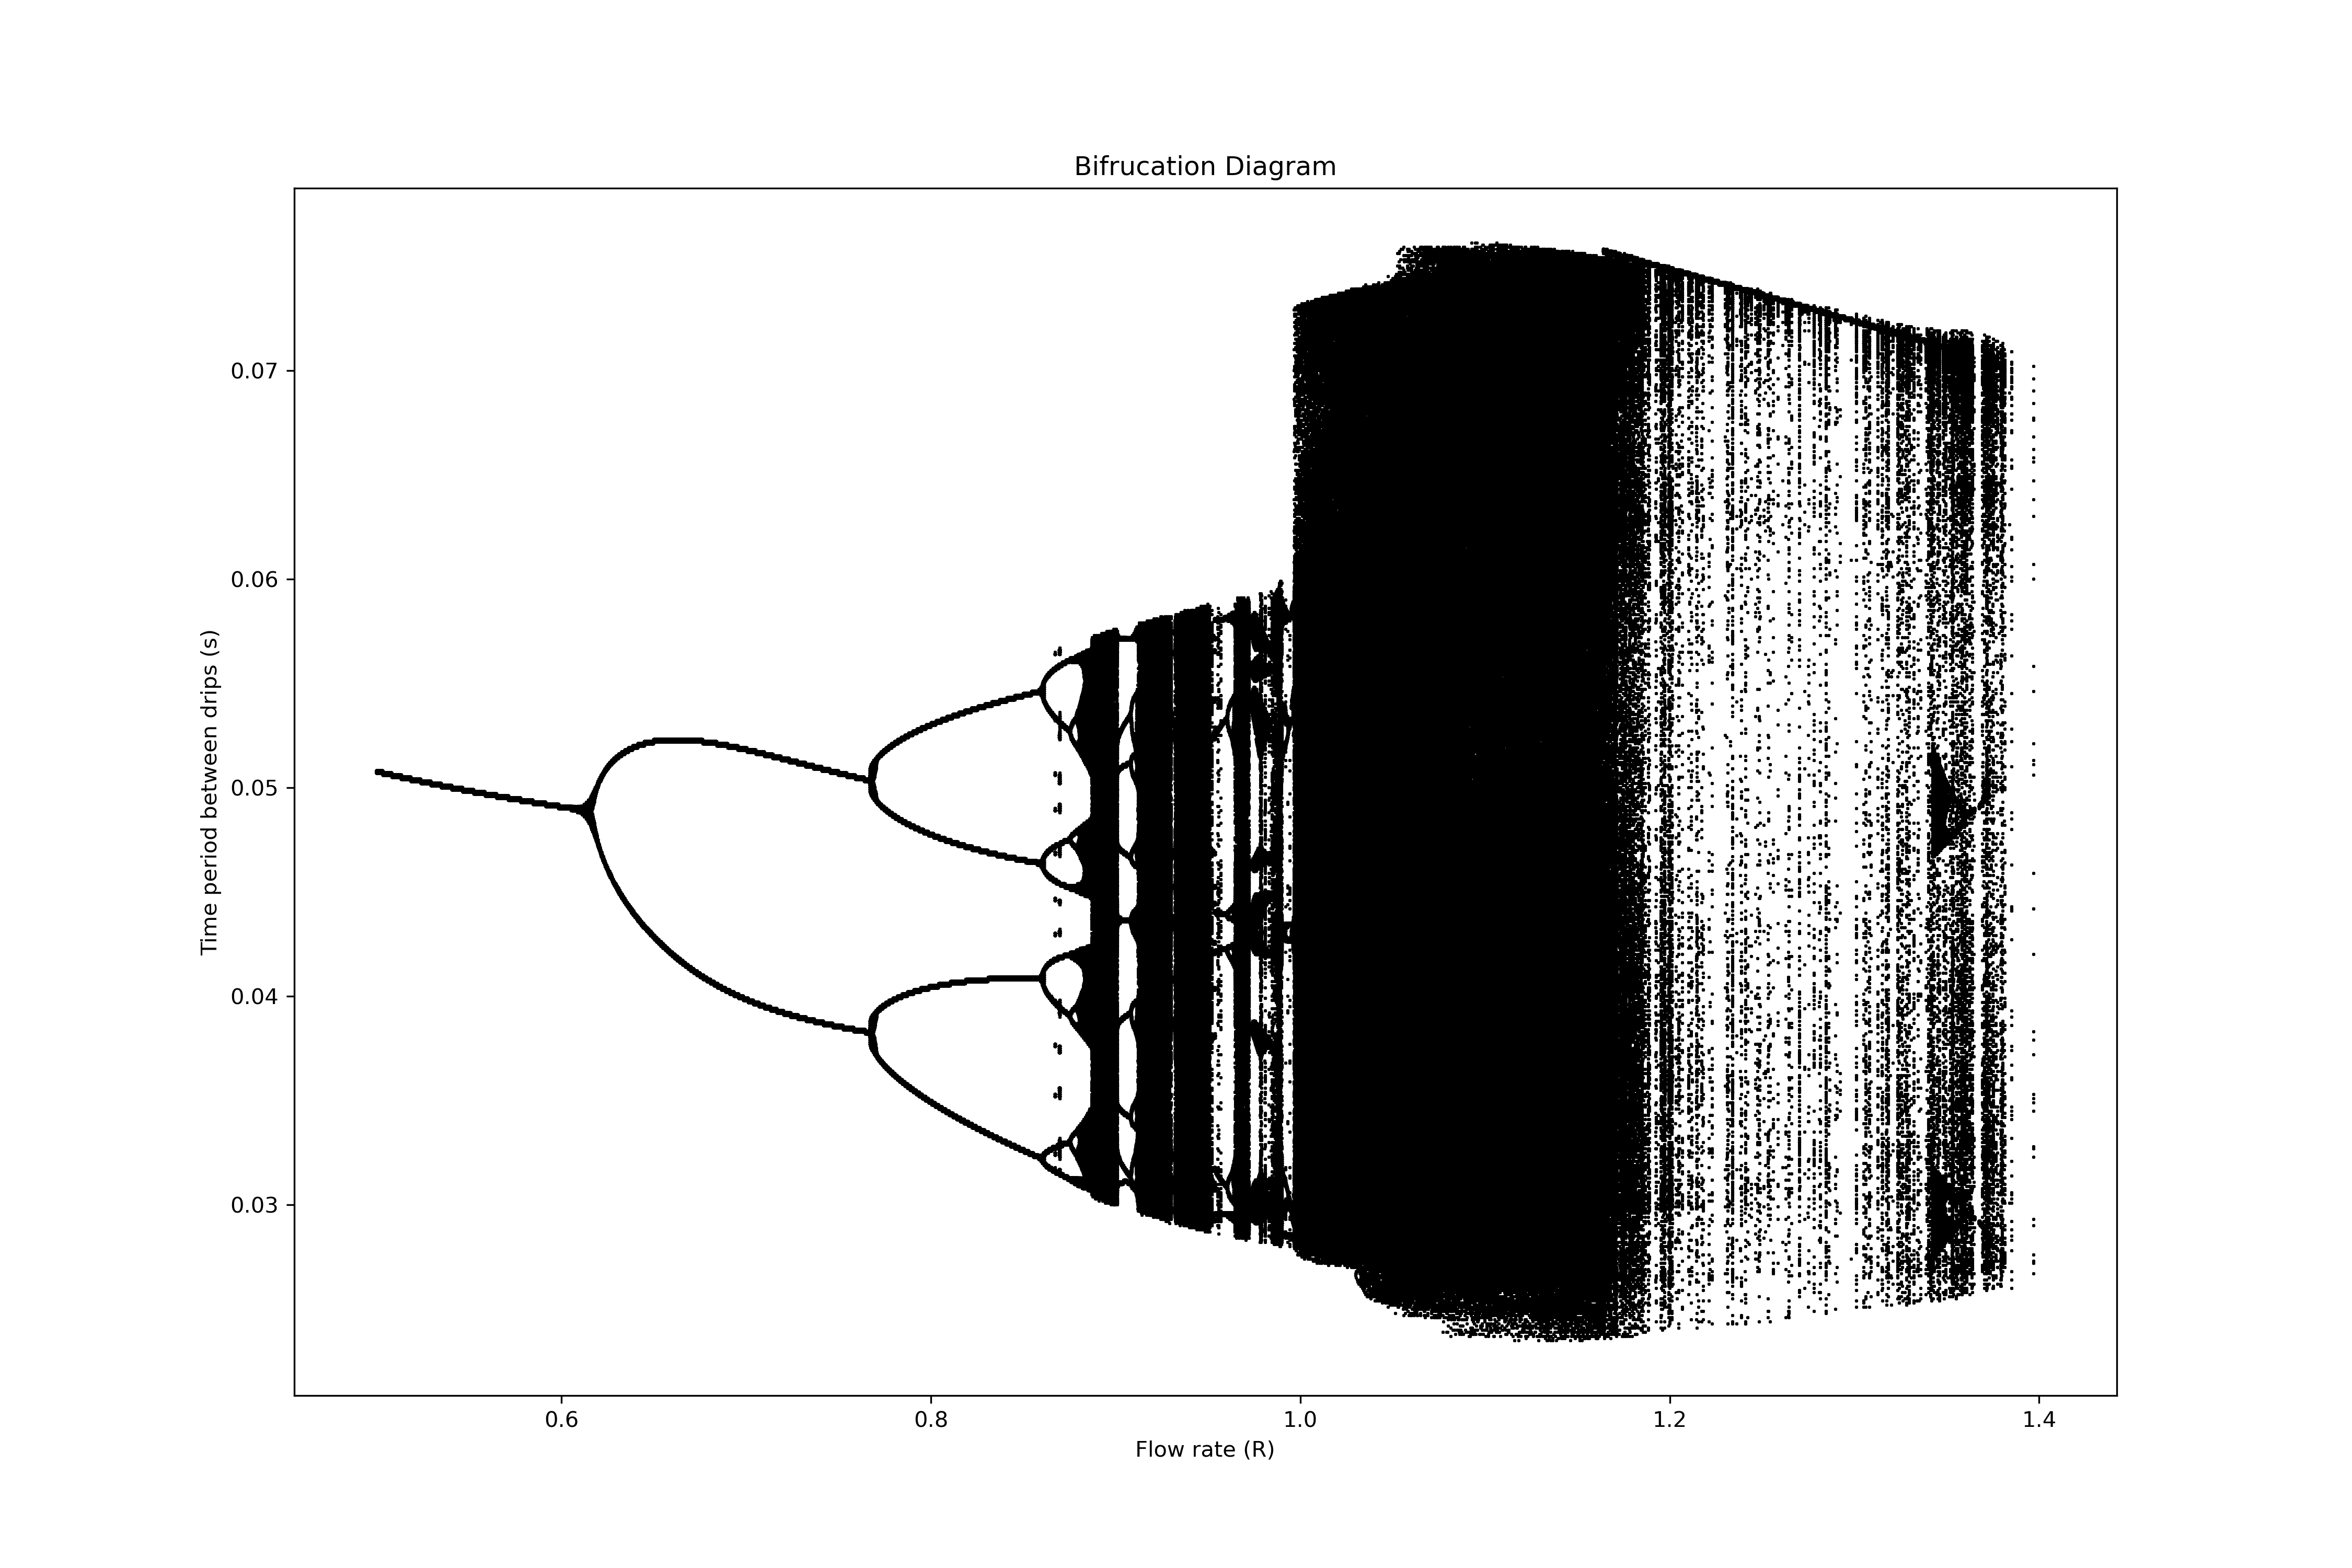 Bifrucation Diagram
0.07
0.06
0.05
0.04
0.03
Time period between drips (s)
0.6 0.8 1.0 1.2 1.4
Flow rate (R)